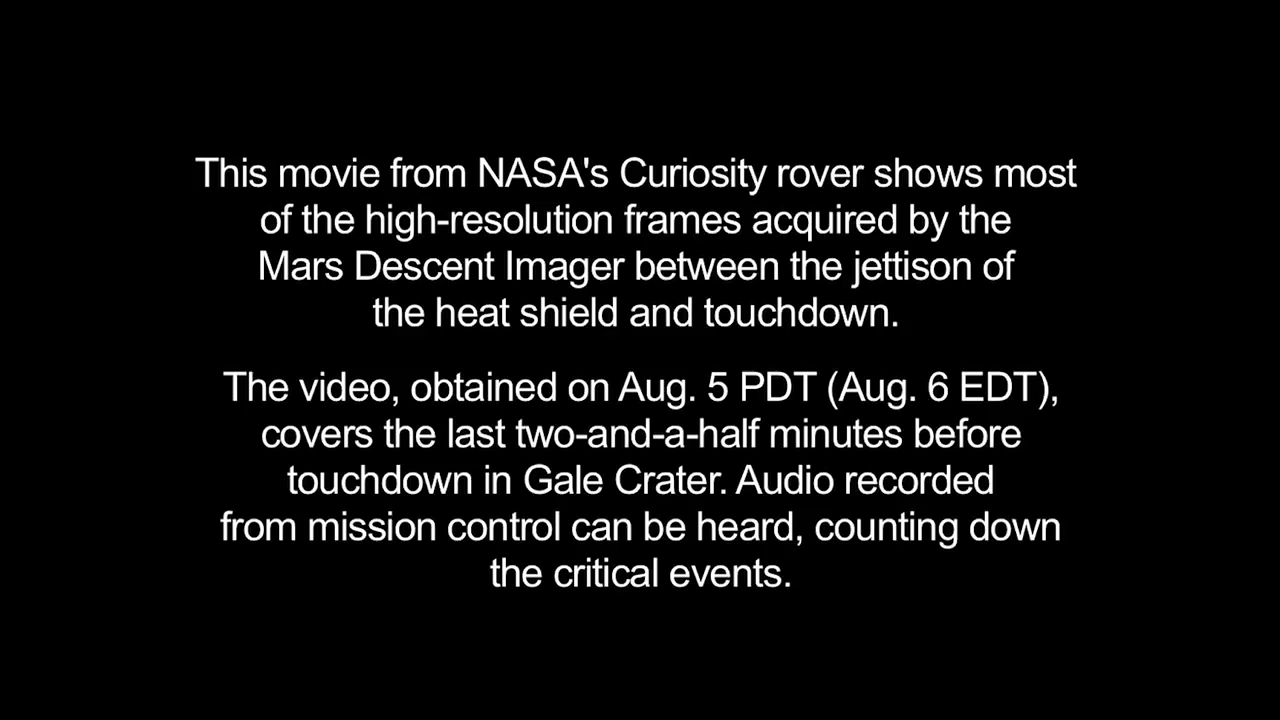 This movie from NASA's Curiosity rover shows most
of the high-resolution frames acquired by the
Mars Descent Imager between the jettison of
the heat shield and touchdown.
The video, obtained on Aug. 5 PDT (Aug. 6 EDT),
covers the last two-and-a-half minutes before
touchdown in Gale Crater. Audio recorded
from mission control can be heard, counting down
the critical events.